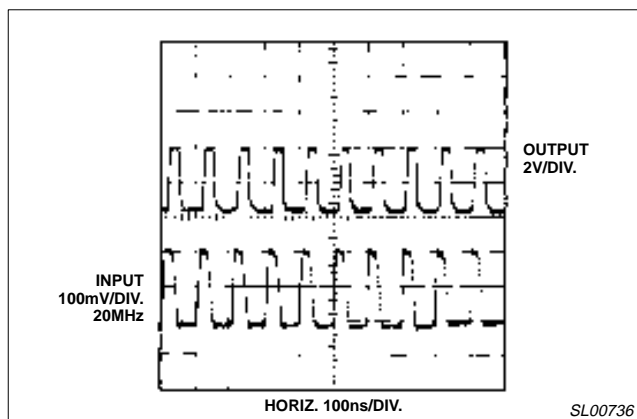 OUTPUT
2V/DIV.
INPUT
100mV/DIV.
20MHz
HORIZ. 100ns/DIV.
SL00736